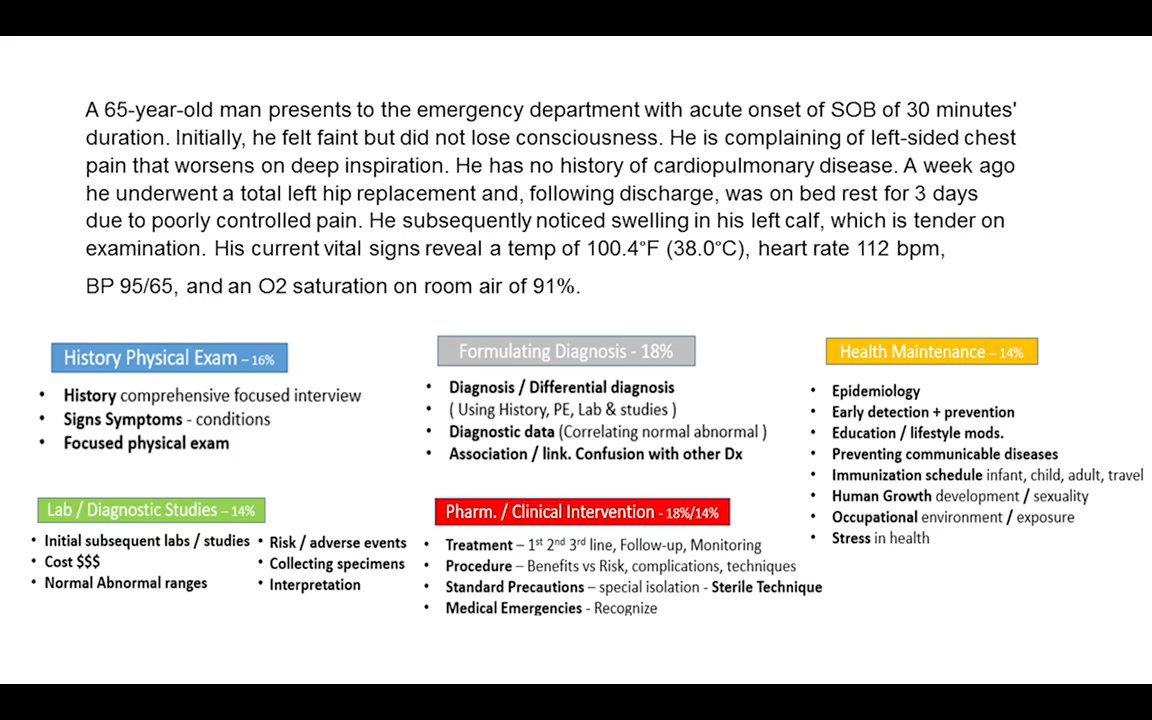 A 65-year-old man presents to the emergency department with acute onset of SOB of 30 minutes'
duration. Initially, he felt faint but did not lose consciousness. He is complaining of left-sided chest
pain that worsens on deep inspiration. He has no history of cardiopulmonary disease. A week ago
he underwent a total left hip replacement and, following discharge, was on bed rest for 3 days
due to poorly controlled pain. He subsequently noticed swelling in his left calf, which is tender on
examination. His current vital signs reveal a temp of 100.4°F (38.0°C), heart rate 112 bpm,
BP 95/65, and an O2 saturation on room air of 91%.
History Physical Exam – 16%
• History comprehensive focused interview
• Signs Symptoms - conditions
• Focused physical exam
Formulating Diagnosis - 18%
• Diagnosis / Differential diagnosis
• ( Using History, PE, Lab & studies )
• Diagnostic data (Correlating normal abnormal )
• Association / link. Confusion with other Dx
Health Maintenance – 14%
• Epidemiology
• Early detection + prevention
• Education / lifestyle mods.
• Preventing communicable diseases
• Immunization schedule infant, child, adult, travel
• Human Growth development / sexuality
• Occupational environment / exposure
• Stress in health
Lab / Diagnostic Studies – 14%
• Initial subsequent labs / studies
• Cost $$$
• Normal Abnormal ranges
• Risk / adverse events
• Collecting specimens
• Interpretation
Pharm. / Clinical Intervention - 18%/14%
• Treatment – 1st 2nd 3rd line, Follow-up, Monitoring
• Procedure – Benefits vs Risk, complications, techniques
• Standard Precautions – special isolation - Sterile Technique
• Medical Emergencies - Recognize